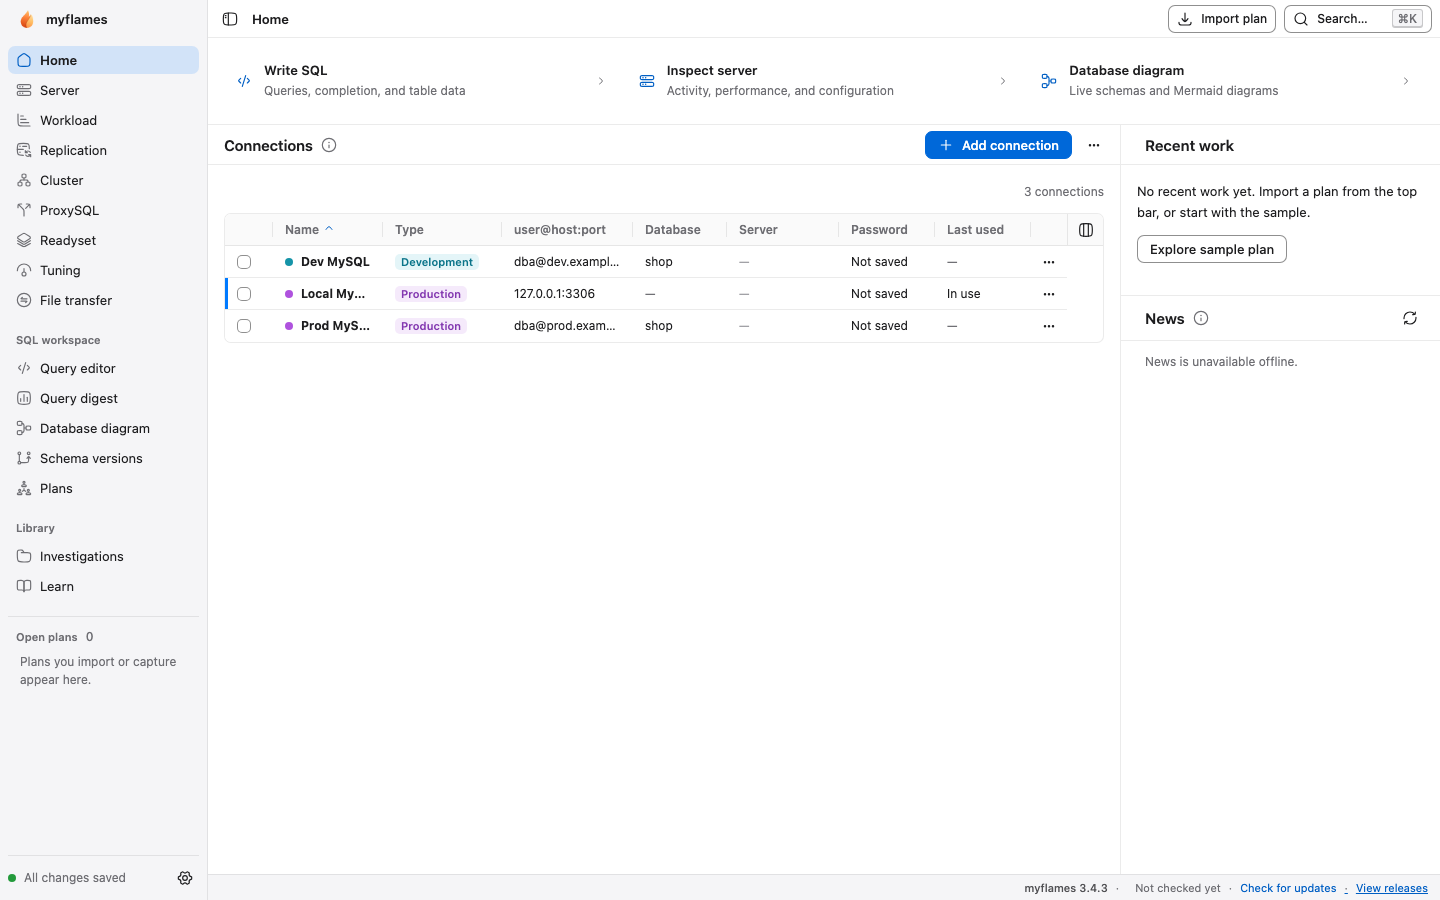 myflames
Home
Import plan
Search...
⌘K
Home
Server
Workload
Replication
Cluster
ProxySQL
Readyset
Tuning
File transfer
SQL workspace
Query editor
Query digest
Database diagram
Schema versions
Plans
Library
Investigations
Learn
Open plans 0
Plans you import or capture
appear here.
All changes saved
Write SQL
Queries, completion, and table data
Inspect server
Activity, performance, and configuration
Database diagram
Live schemas and Mermaid diagrams
Connections
Add connection
3 connections
Name Type user@host:port Database Server Password Last used
Dev MySQL Development dba@dev.exampl... shop — Not saved —
Local My... Production 127.0.0.1:3306 — — Not saved In use
Prod MyS... Production dba@prod.exam... shop — Not saved —
Recent work
No recent work yet. Import a plan from the top
bar, or start with the sample.
Explore sample plan
News
News is unavailable offline.
myflames 3.4.3 · Not checked yet · Check for updates · View releases